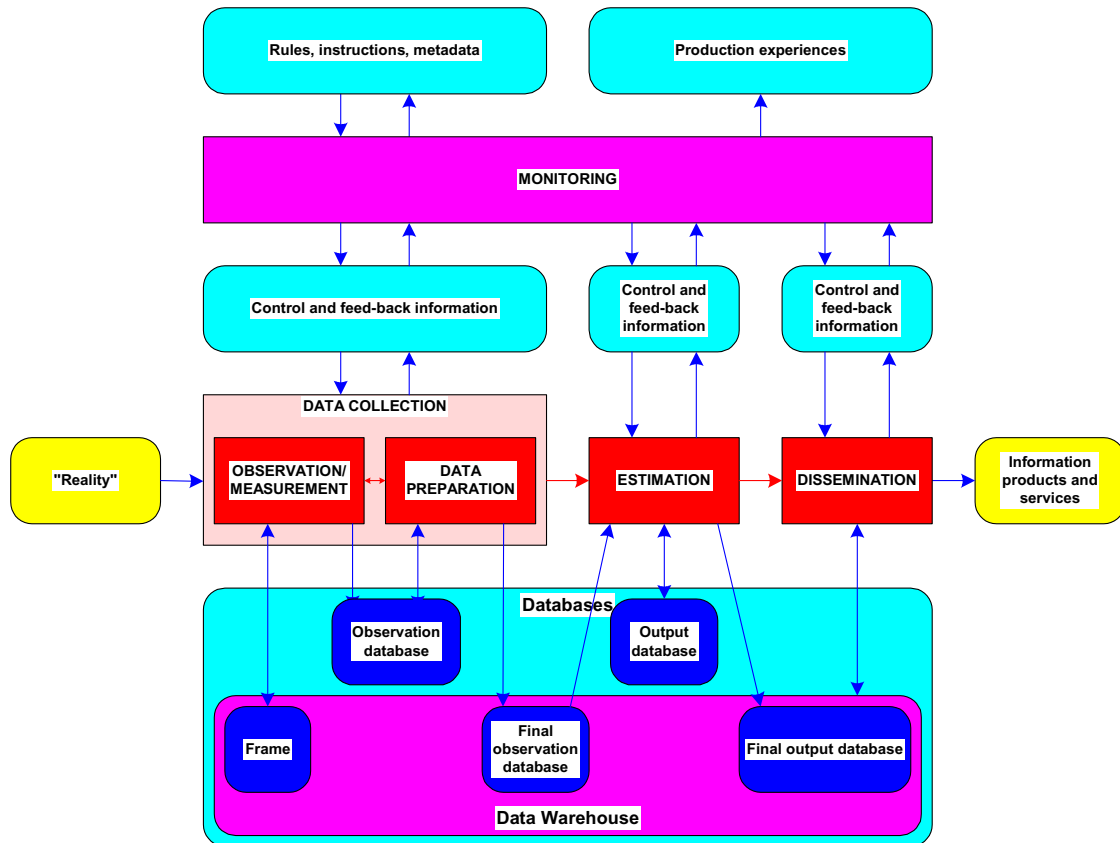 Rules, instructions, metadata
Production experiences
MONITORING
Control and feed-back information
Control and
feed-back
information
Control and
feed-back
information
DATA COLLECTION
"Reality"
OBSERVATION/
MEASUREMENT
DATA
PREPARATION
ESTIMATION
DISSEMINATION
Information
products and
services
Databases
Observation
database
Output
database
Frame
Final
observation
database
Final output database
Data Warehouse